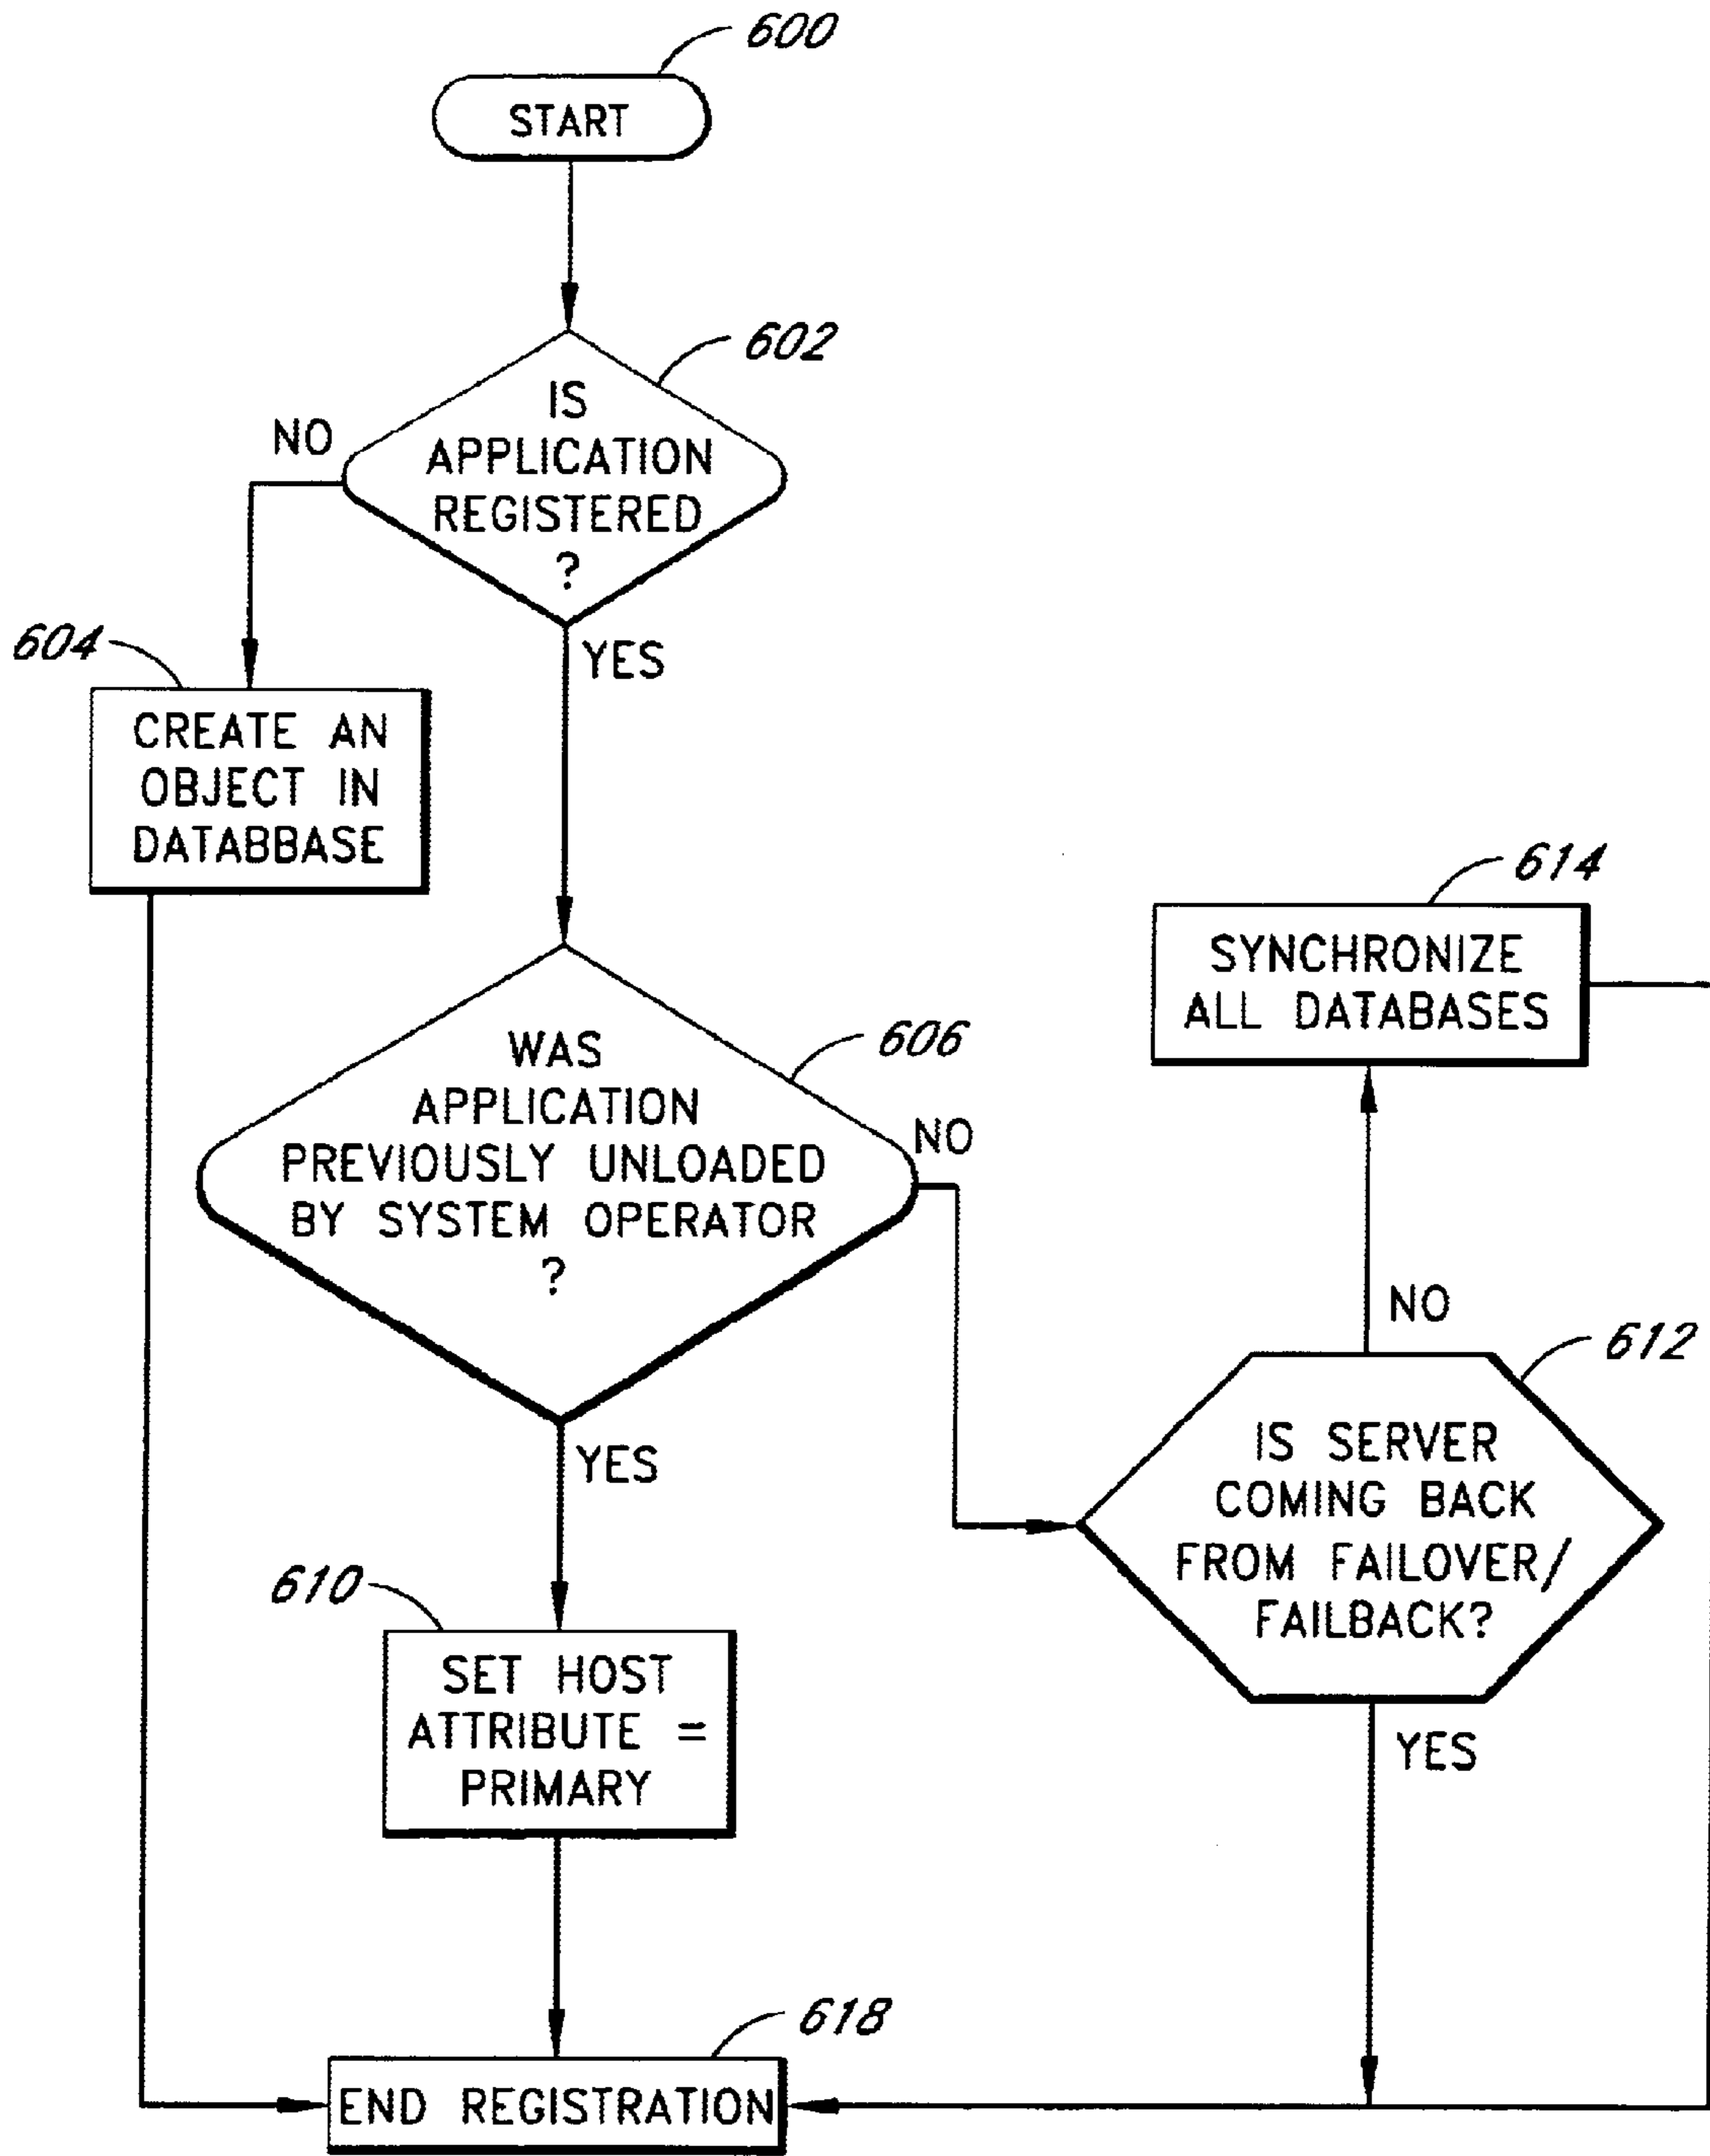 600
START
602
IS
APPLICATION
REGISTERED
?
NO
YES
604
CREATE AN
OBJECT IN
DATABBASE
606
WAS
APPLICATION
PREVIOUSLY UNLOADED
BY SYSTEM OPERATOR
?
NO
YES
614
SYNCHRONIZE
ALL DATABASES
NO
612
IS SERVER
COMING BACK
FROM FAILOVER/
FAILBACK?
YES
610
SET HOST
ATTRIBUTE =
PRIMARY
618
END REGISTRATION